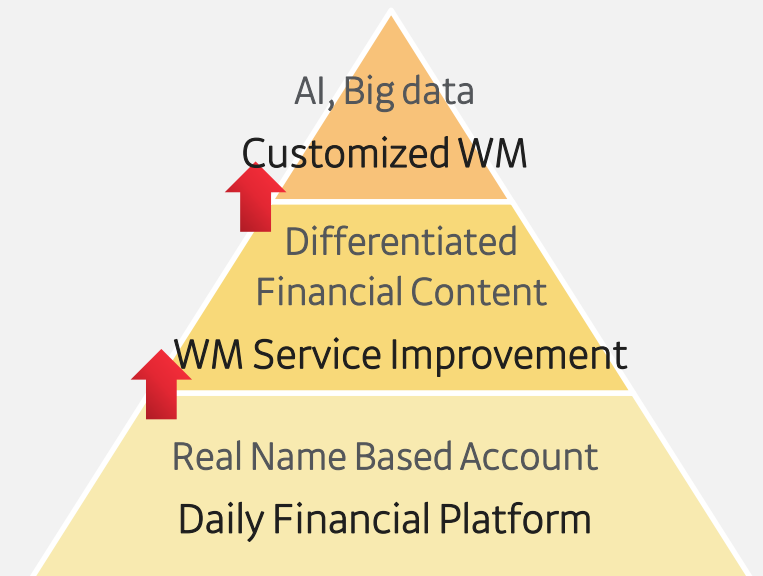 AI, Big data
Customized WM
Differentiated
Financial Content
WM Service Improvement
Real Name Based Account
Daily Financial Platform